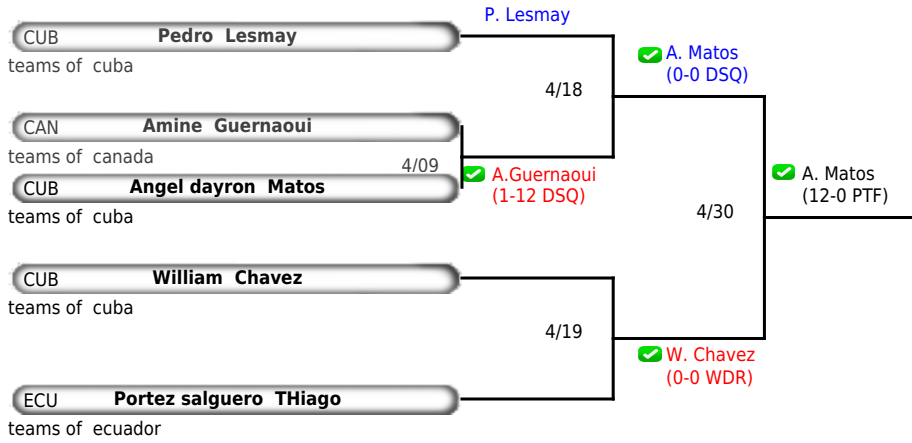 P. Lesmay
CUB Pedro Lesmay
teams of cuba
A. Matos
(0-0 DSQ)
4/18
CAN Amine Guernaoui
teams of canada
4/09
A.Guernaoui
(1-12 DSQ)
CUB Angel dayron Matos
teams of cuba
A. Matos
(12-0 PTF)
4/30
CUB William Chavez
teams of cuba
4/19
W. Chavez
(0-0 WDR)
ECU Portez salguero THiago
teams of ecuador